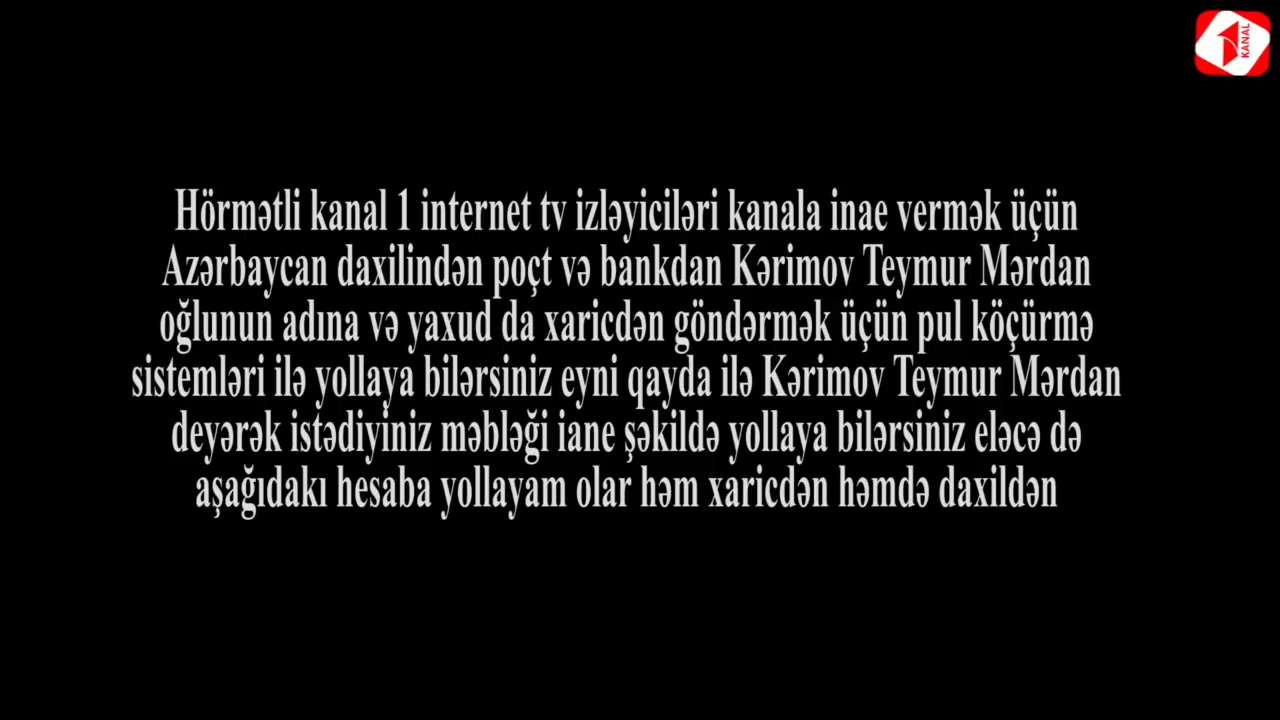 1 KANAL
Hörmətli kanal 1 internet tv izləyiciləri kanala inae vermək üçün
Azərbaycan daxilindən poçt və bankdan Kərimov Teymur Mərdan
oğlunun adına və yaxud da xaricdən göndərmək üçün pul köçürmə
sistemləri ilə yollaya bilərsiniz eyni qayda ilə Kərimov Teymur Mərdan
deyərək istədiyiniz məbləği iane şəkildə yollaya bilərsiniz eləcə də
aşağıdakı hesaba yollayam olar həm xaricdən həmdə daxildən